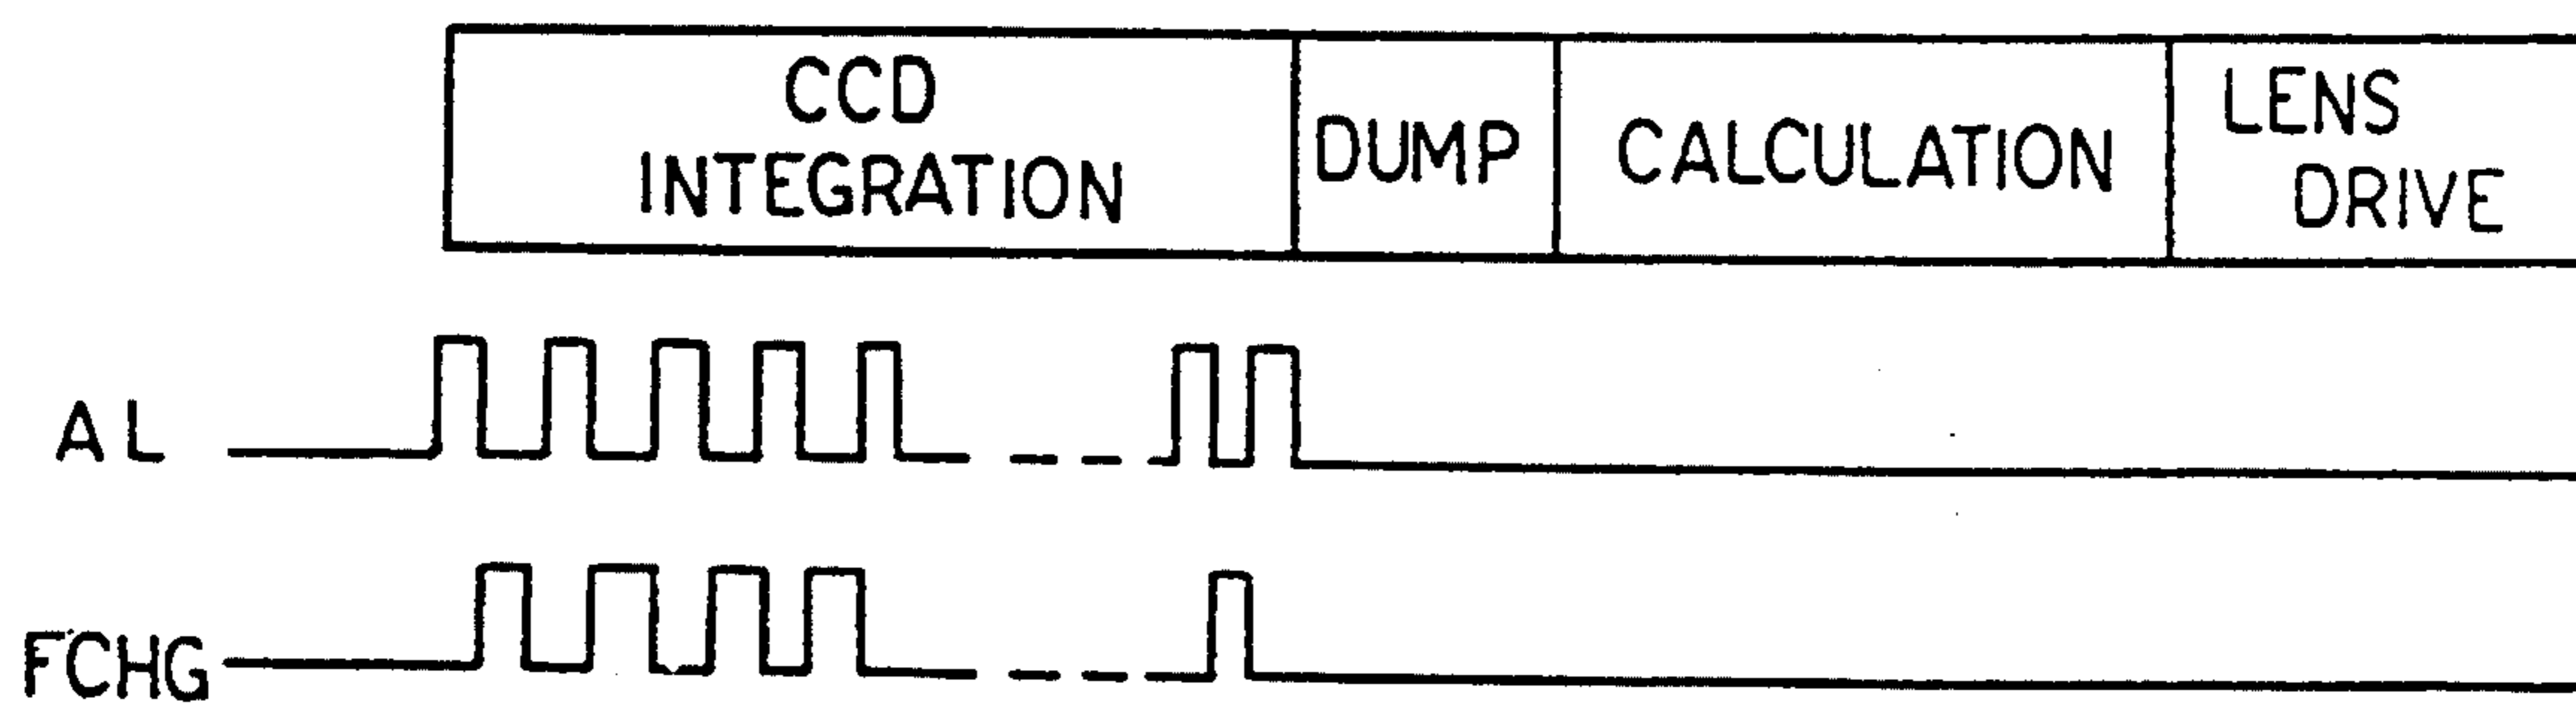 CCD
INTEGRATION
DUMP
CALCULATION
LENS
DRIVE
AL
FCHG